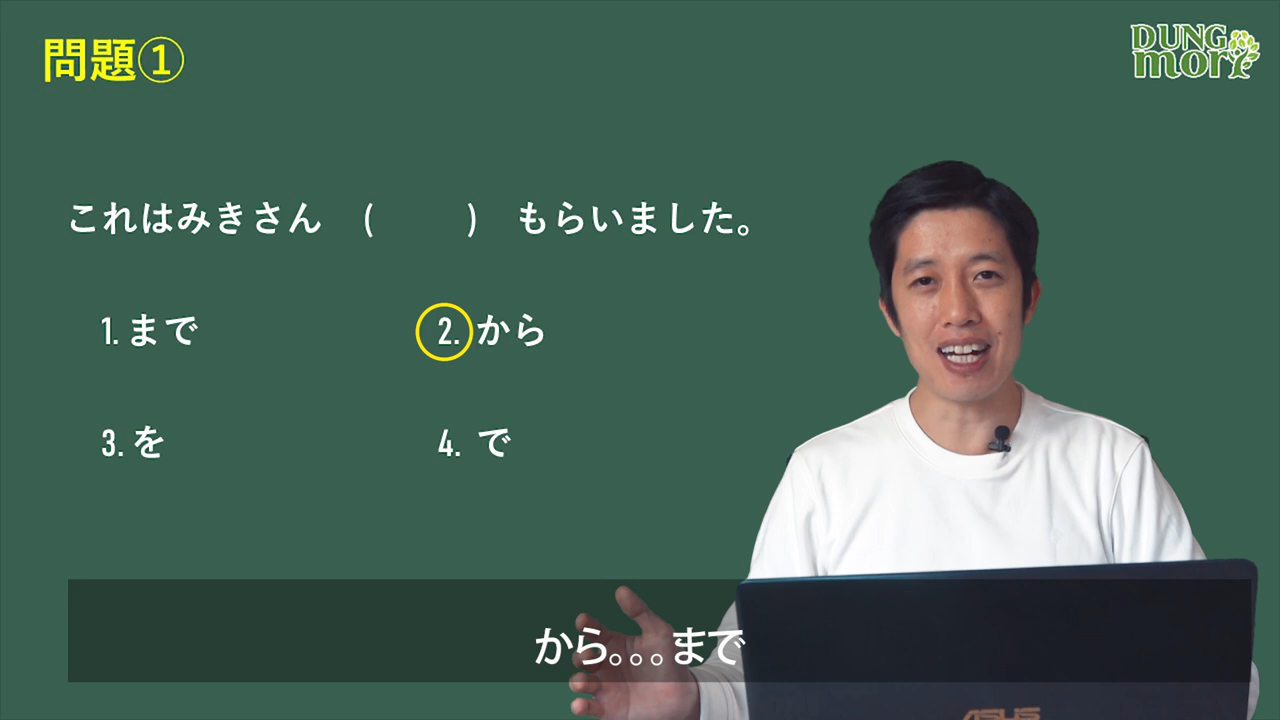 問題①
DUNG
mori
これはみきさん （　　） もらいました。
1. まで
2. から
3. を
4. で
から。。。まで
ASUS